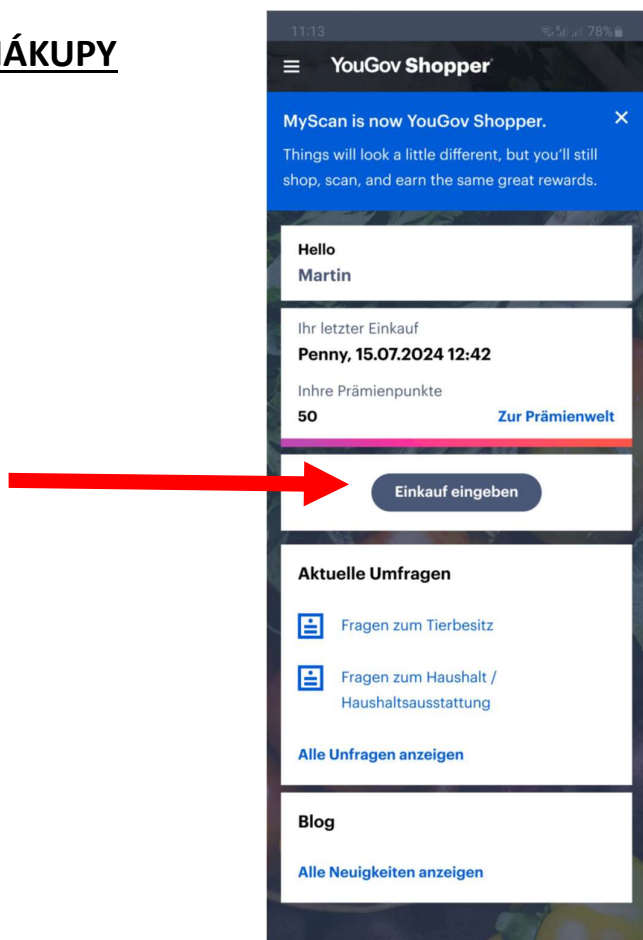 NÁKUPY
11:13
78%
YouGov Shopper
MyScan is now YouGov Shopper.
Things will look a little different, but you'll still
shop, scan, and earn the same great rewards.
Hello
Martin
Ihr letzter Einkauf
Penny, 15.07.2024 12:42
Inhre Prämienpunkte
50 Zur Prämienwelt
Einkauf eingeben
Aktuelle Umfragen
Fragen zum Tierbesitz
Fragen zum Haushalt /
Haushaltsausstattung
Alle Unfragen anzeigen
Blog
Alle Neuigkeiten anzeigen